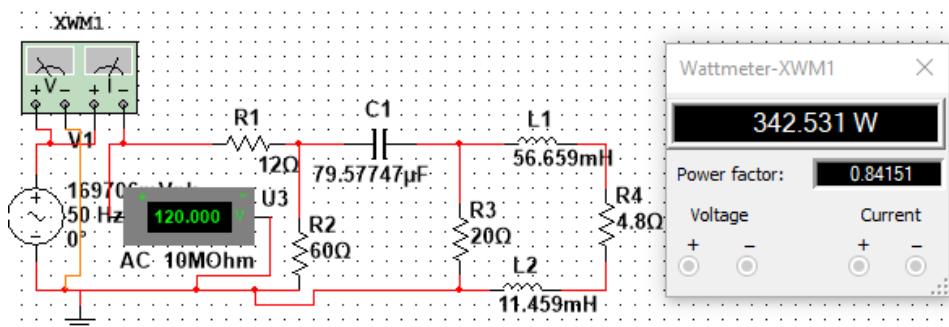 XWM1
V
I
+ − + −
V1
R1
12Ω
C1
79.57747µF
L1
56.659mH
50 Hz
0°
120.000
V
U3
AC 10MOhm
R2
60Ω
R3
20Ω
R4
4.8Ω
L2
11.459mH
Wattmeter-XWM1
342.531 W
Power factor:
0.84151
Voltage
Current
+ − + −